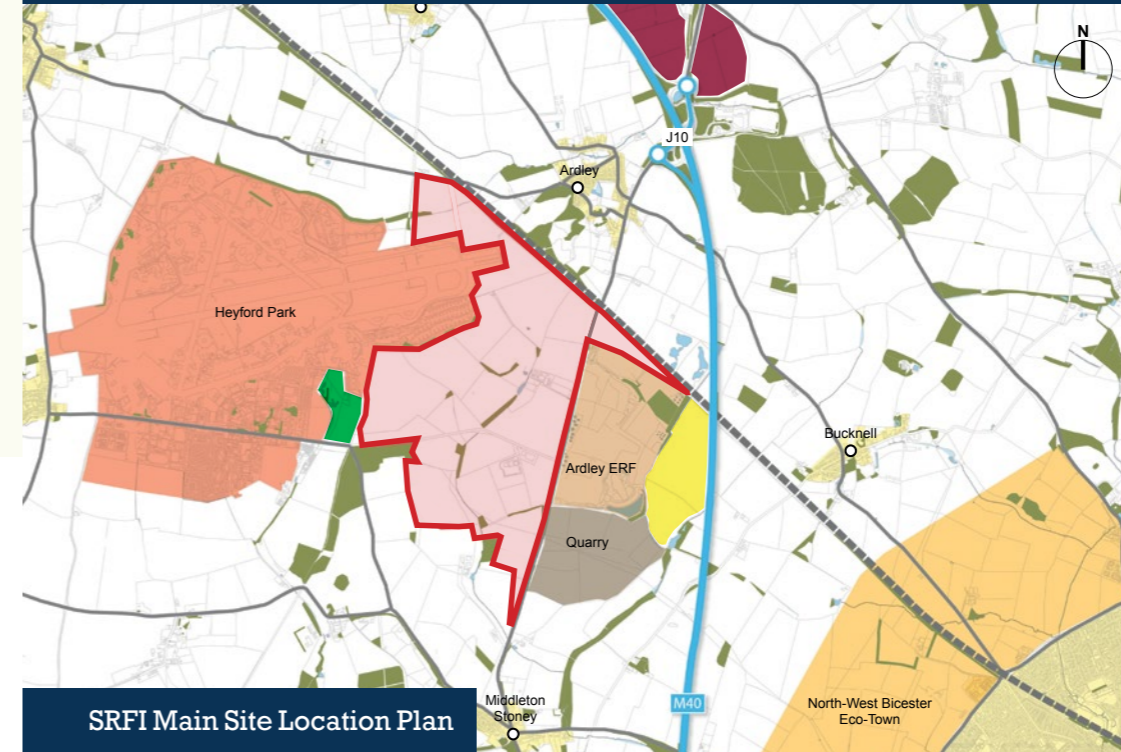 N
J10
Ardley
Heyford Park
Bucknell
Ardley ERF
Quarry
Middleton
Stoney
M40
North-West Bicester
Eco-Town
SRFI Main Site Location Plan